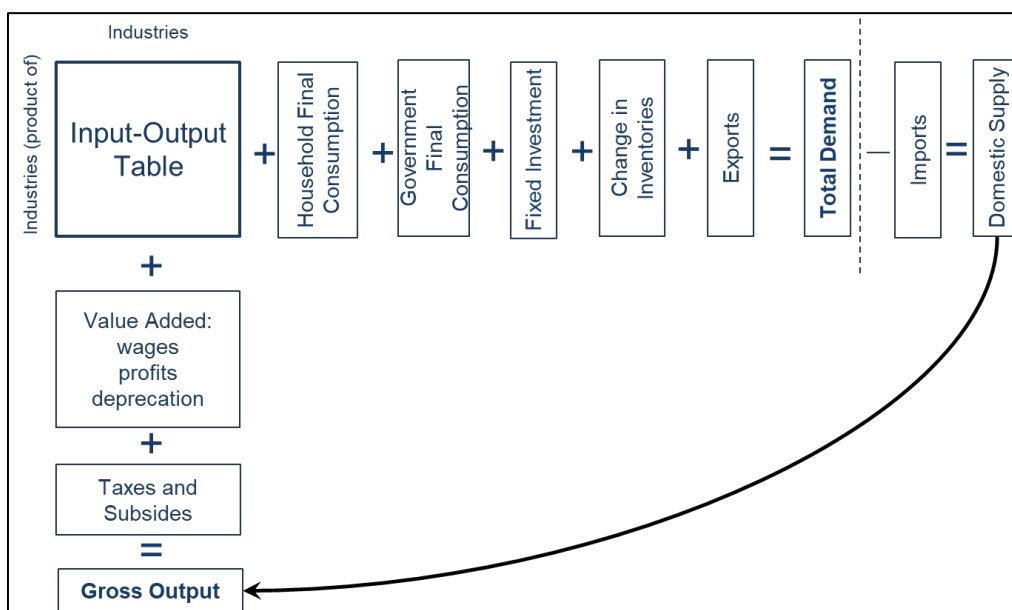 Industries
Industries (product of)
Input-Output
Table
+
Household Final
Consumption
+
Government
Final
Consumption
+
Fixed Investment
+
Change in
Inventories
+
Exports
=
Total Demand
—
Imports
=
Domestic Supply
+
Value Added:
wages
profits
deprecation
+
Taxes and
Subsides
=
Gross Output